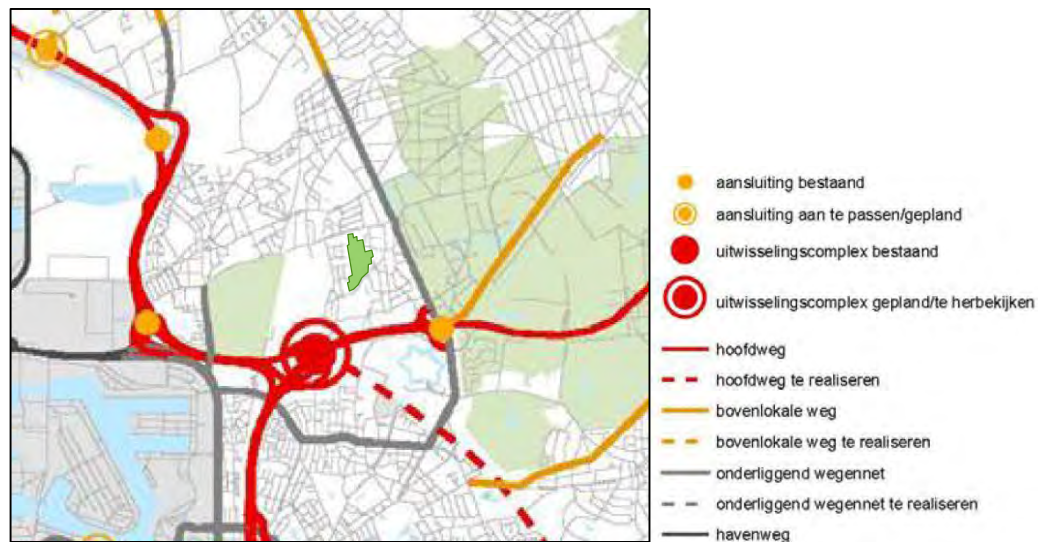 aansluiting bestaand
aansluiting aan te passen/gepland
uitwisselingscomplex bestaand
uitwisselingscomplex gepland/te herbekijken
hoofdweg
hoofdweg te realiseren
bovenlokale weg
bovenlokale weg te realiseren
onderliggend wegennet
onderliggend wegennet te realiseren
havenweg